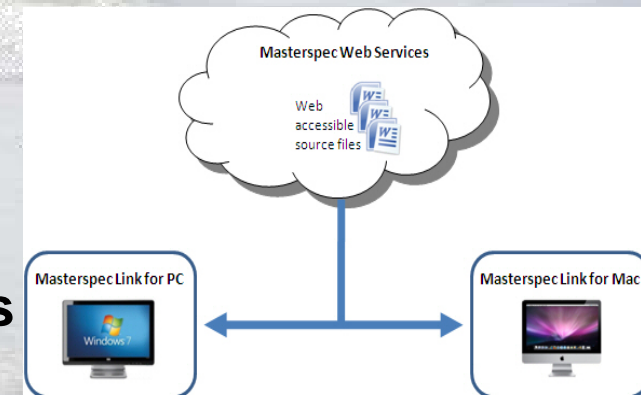 Masterspec Web Services
Web
accessible
source files
Masterspec Link for PC
Windows 7
Masterspec Link for Mac
s